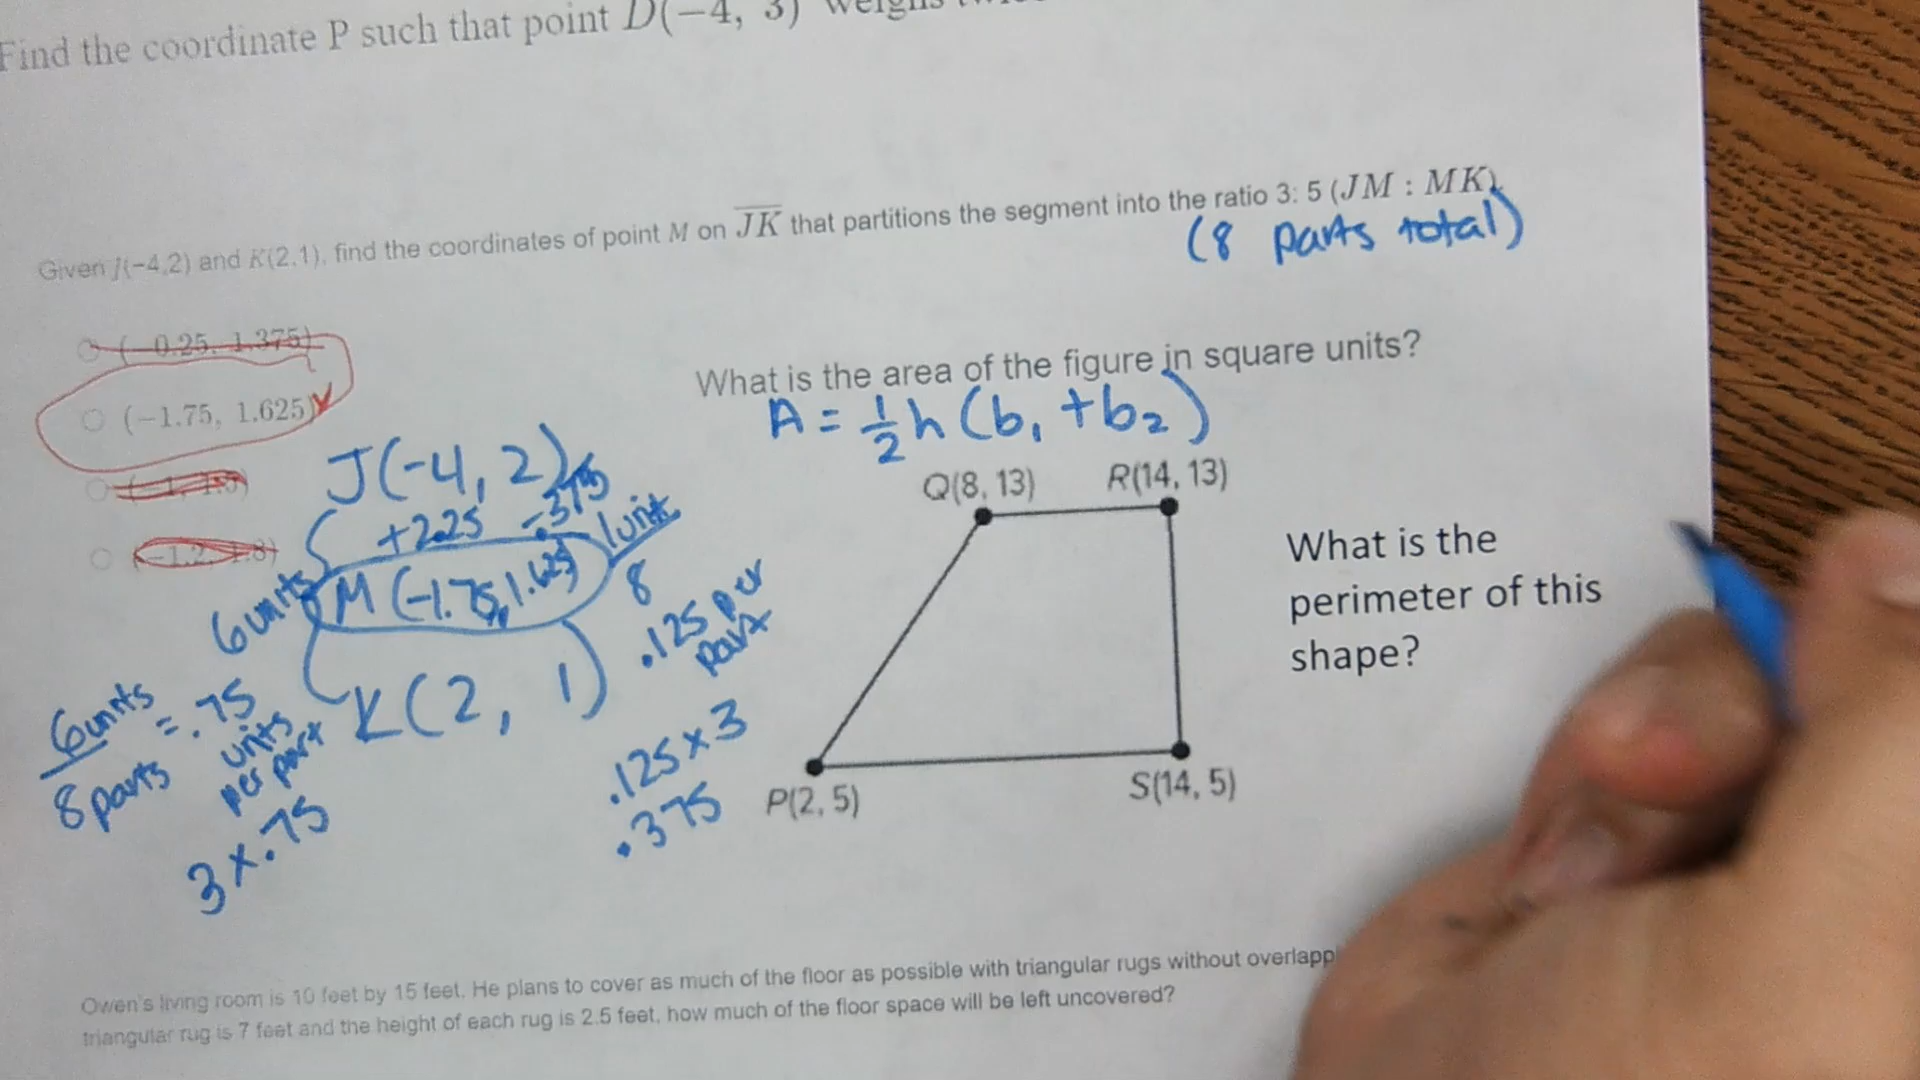 Find the coordinate P such that point D(−4, 3) weighs
Given J(−4,2) and K(2,1), find the coordinates of point M on JK that partitions the segment into the ratio 3: 5 (JM : MK).
(8 parts total)
(−0.25, 1.375)
(−1.75, 1.625)
What is the area of the figure in square units?
A = 1/2 h (b₁ + b₂)
J(-4, 2)
+2.25 -.375
M (-1.75, 1.625)
K(2, 1)
6 units
6 units
8 parts
= .75
units
per part
3 x .75
1 unit
8
.125 per
part
.125 x 3
.375
Q(8, 13) R(14, 13)
P(2, 5) S(14, 5)
What is the
perimeter of this
shape?
Owen's living room is 10 feet by 15 feet. He plans to cover as much of the floor as possible with triangular rugs without
triangular rug is 7 feet and the height of each rug is 2.5 feet, how much of the floor space will be left uncovered?